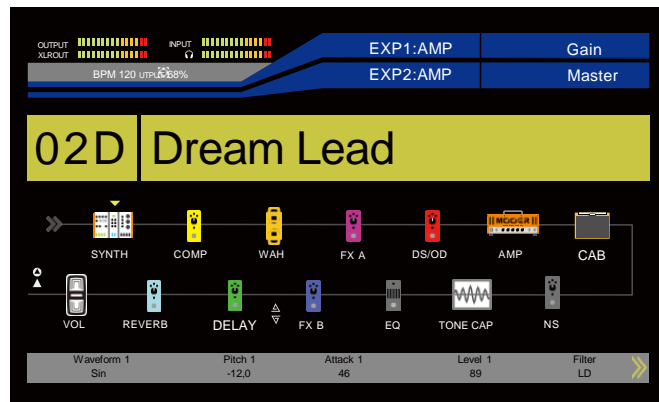 OUTPUT INPUT
XLROUT
BPM 120 68%
EXP1:AMP Gain
EXP2:AMP Master
02D Dream Lead
MOOER
SYNTH COMP WAH FX A DS/OD AMP CAB
VOL REVERB DELAY FX B EQ TONE CAP NS
Waveform 1 Pitch 1 Attack 1 Level 1 Filter
Sin -12,0 46 89 LD